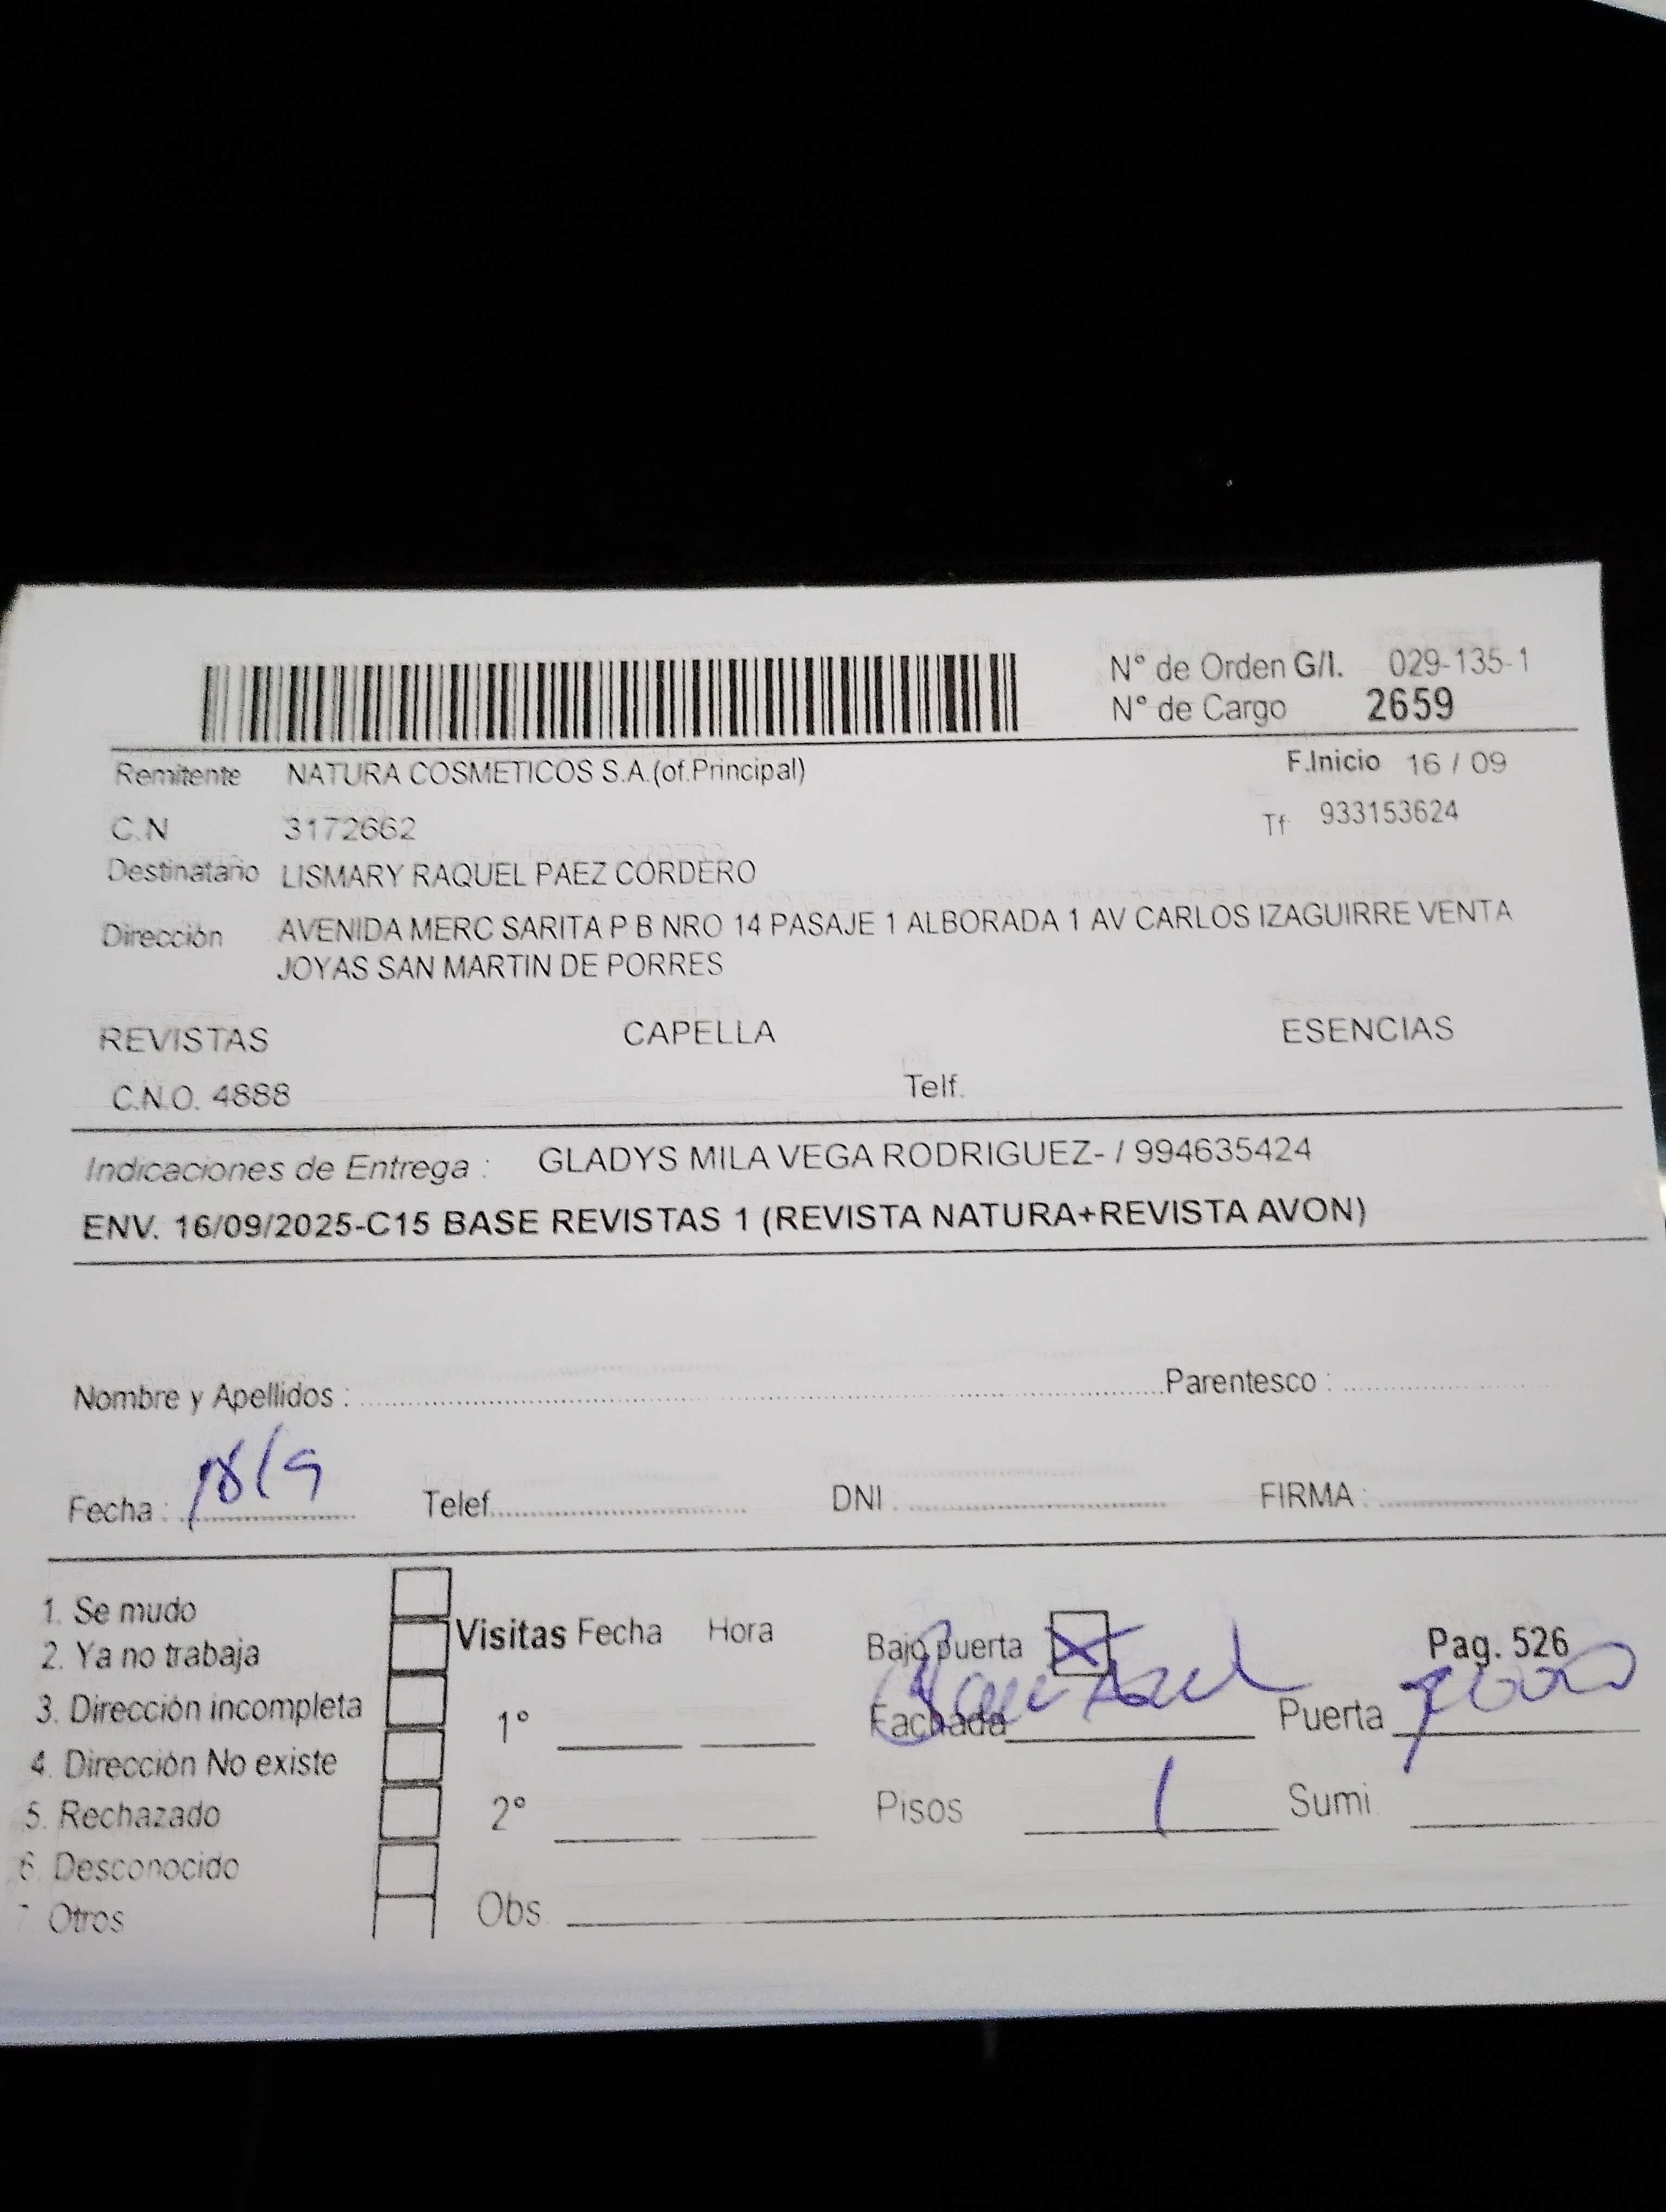 N° de Orden G/I. 029-135-1
N° de Cargo 2659
Remitente NATURA COSMETICOS S.A.(of.Principal) F.Inicio 16 / 09
C.N 3172662 Tf: 933153624
Destinatario LISMARY RAQUEL PAEZ CORDERO
Dirección AVENIDA MERC SARITA P B NRO 14 PASAJE 1 ALBORADA 1 AV CARLOS IZAGUIRRE VENTA
JOYAS SAN MARTIN DE PORRES
REVISTAS CAPELLA ESENCIAS
C.N.O. 4888 Telf.
Indicaciones de Entrega : GLADYS MILA VEGA RODRIGUEZ- / 994635424
ENV. 16/09/2025-C15 BASE REVISTAS 1 (REVISTA NATURA+REVISTA AVON)
Nombre y Apellidos : Parentesco :
Fecha : 18/9 Telef. DNI . FIRMA :
1. Se mudo
2. Ya no trabaja
3. Dirección incompleta
4. Dirección No existe
5. Rechazado
6. Desconocido
Otros
Visitas Fecha Hora
1°
2°
Obs.
Bajo puerta Pag. 526
Fachada Puerta
Pisos 1 Sumi